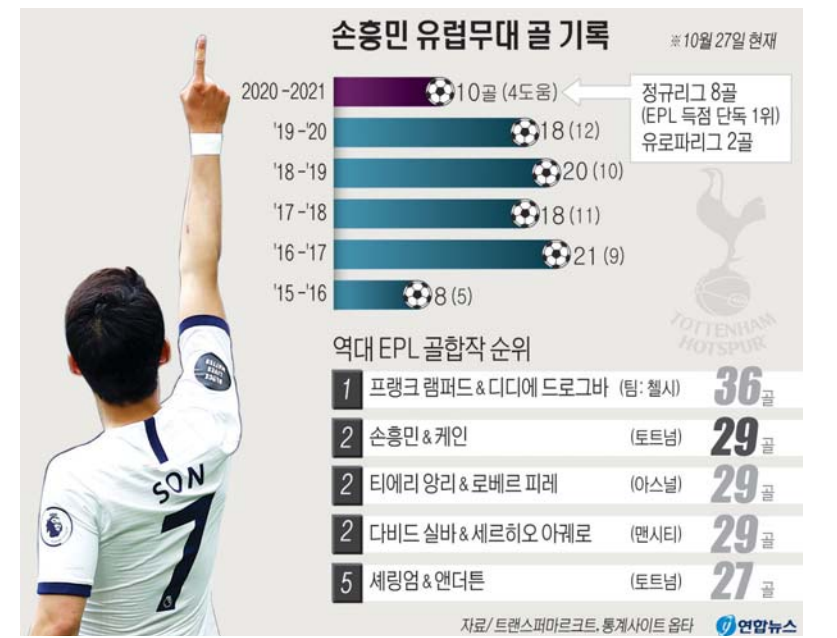 손흥민 유럽무대 골 기록
※10월 27일 현재
2020-2021 10골 (4도움)
정규리그 8골
(EPL 득점 단독 1위)
유로파리그 2골
'19-'20 18 (12)
'18-'19 20 (10)
'17-'18 18 (11)
'16-'17 21 (9)
'15-'16 8 (5)
TOTTENHAM
HOTSPUR
역대 EPL 골합작 순위
1 프랭크 램퍼드 & 디디에 드로그바 (팀: 첼시) 36골
2 손흥민 & 케인 (토트넘) 29골
2 티에리 앙리 & 로베르 피레 (아스널) 29골
2 다비드 실바 & 세르히오 아궤로 (맨시티) 29골
5 셰링엄 & 앤더튼 (토트넘) 27골
BLACK
LIVES
MATTER
SON
7
자료/ 트랜스퍼마르크트, 통계사이트 옵타
연합뉴스